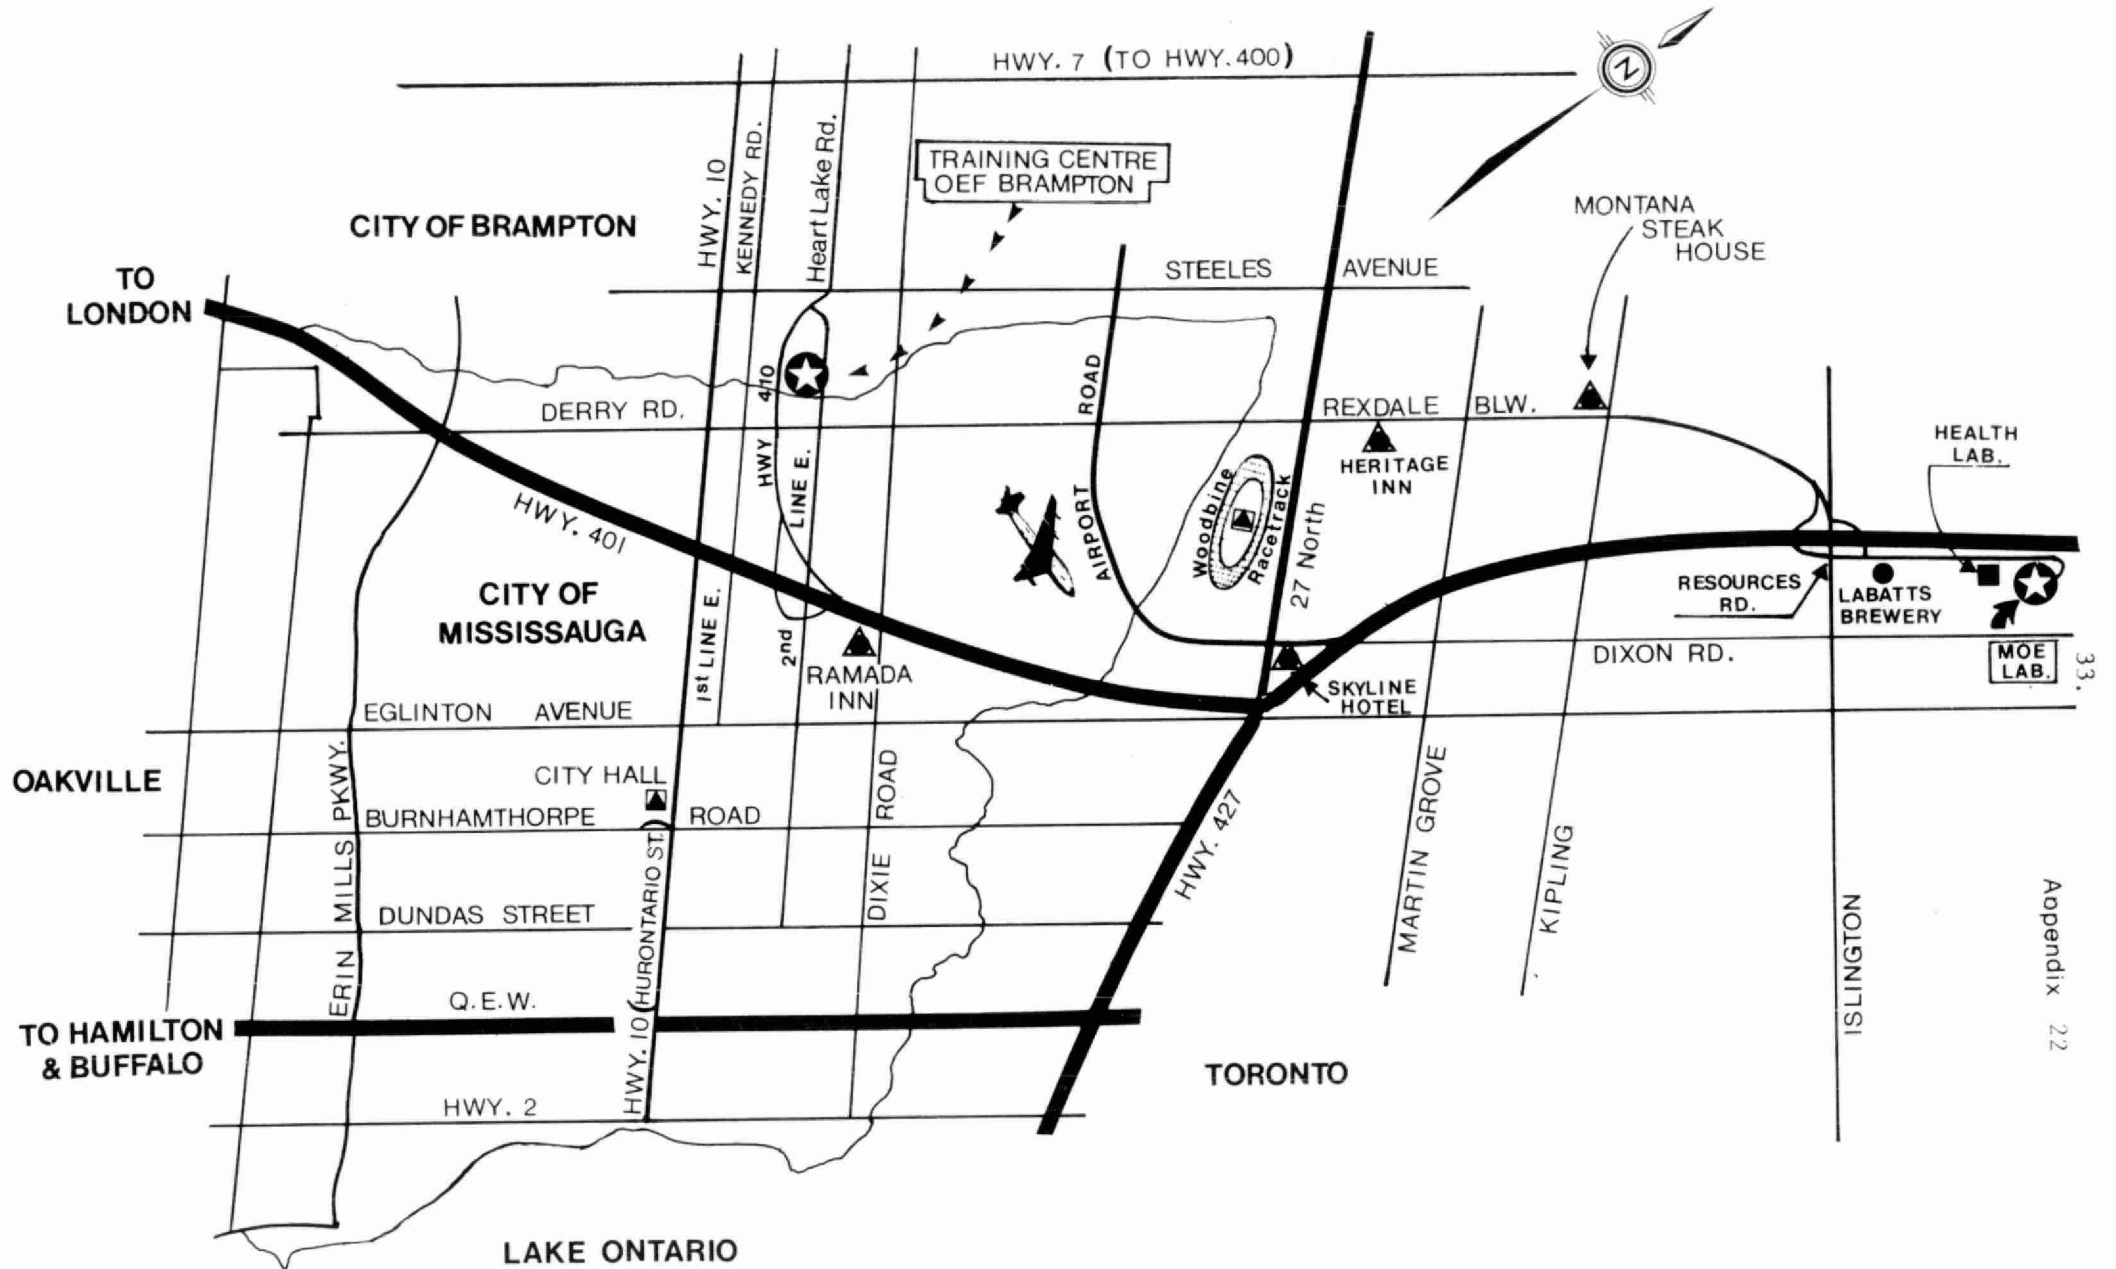 HWY. 7 (TO HWY. 400)
N
TRAINING CENTRE
OEF BRAMPTON
HWY. 10
KENNEDY RD.
Heart Lake Rd.
CITY OF BRAMPTON
MONTANA
STEAK
HOUSE
STEELES AVENUE
TO
LONDON
HWY 410
DERRY RD.
AIRPORT ROAD
REXDALE BLW.
HERITAGE
INN
HEALTH
LAB.
Woodbine
Racetrack
27 North
HWY. 401
LINE E.
2nd
1st LINE E.
CITY OF
MISSISSAUGA
RAMADA
INN
RESOURCES
RD.
LABATTS
BREWERY
MOE
LAB.
DIXON RD.
SKYLINE
HOTEL
33.
EGLINTON AVENUE
OAKVILLE
CITY HALL
BURNHAMTHORPE ROAD
ERIN MILLS PKWY.
DIXIE ROAD
HWY. 427
MARTIN GROVE
KIPLING
ISLINGTON
Appendix 22
DUNDAS STREET
HWY. 10 (HURONTARIO ST.)
Q.E.W.
TO HAMILTON
& BUFFALO
TORONTO
HWY. 2
LAKE ONTARIO